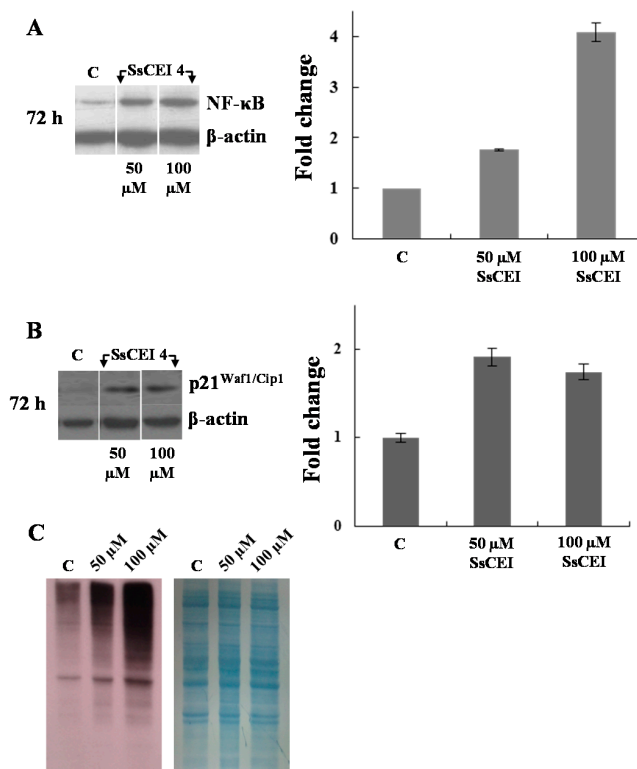 A
C SsCEI 4
72 h
NF-κB
β-actin
50 µM
100 µM
Fold change
4
3
2
1
0
C
50 µM SsCEI
100 µM SsCEI
B
C SsCEI 4
72 h
p21Waf1/Cip1
β-actin
50 µM
100 µM
Fold change
2
1
0
C
50 µM SsCEI
100 µM SsCEI
C
C 50 µM 100 µM
C 50 µM 100 µM